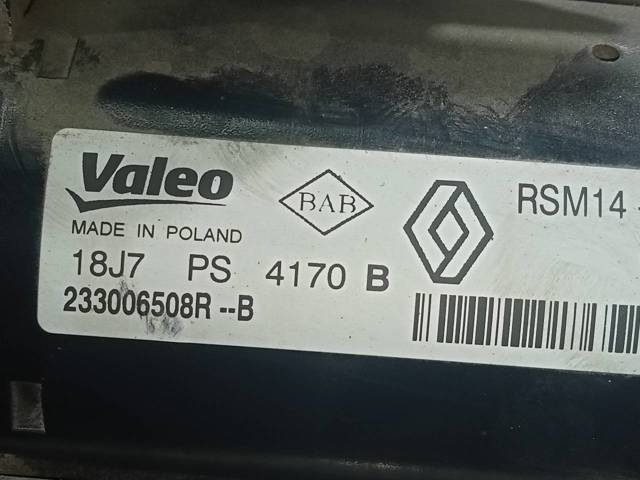 Valeo
BAB
RSM14
MADE IN POLAND
18J7 PS 4170 B
233006508R --B